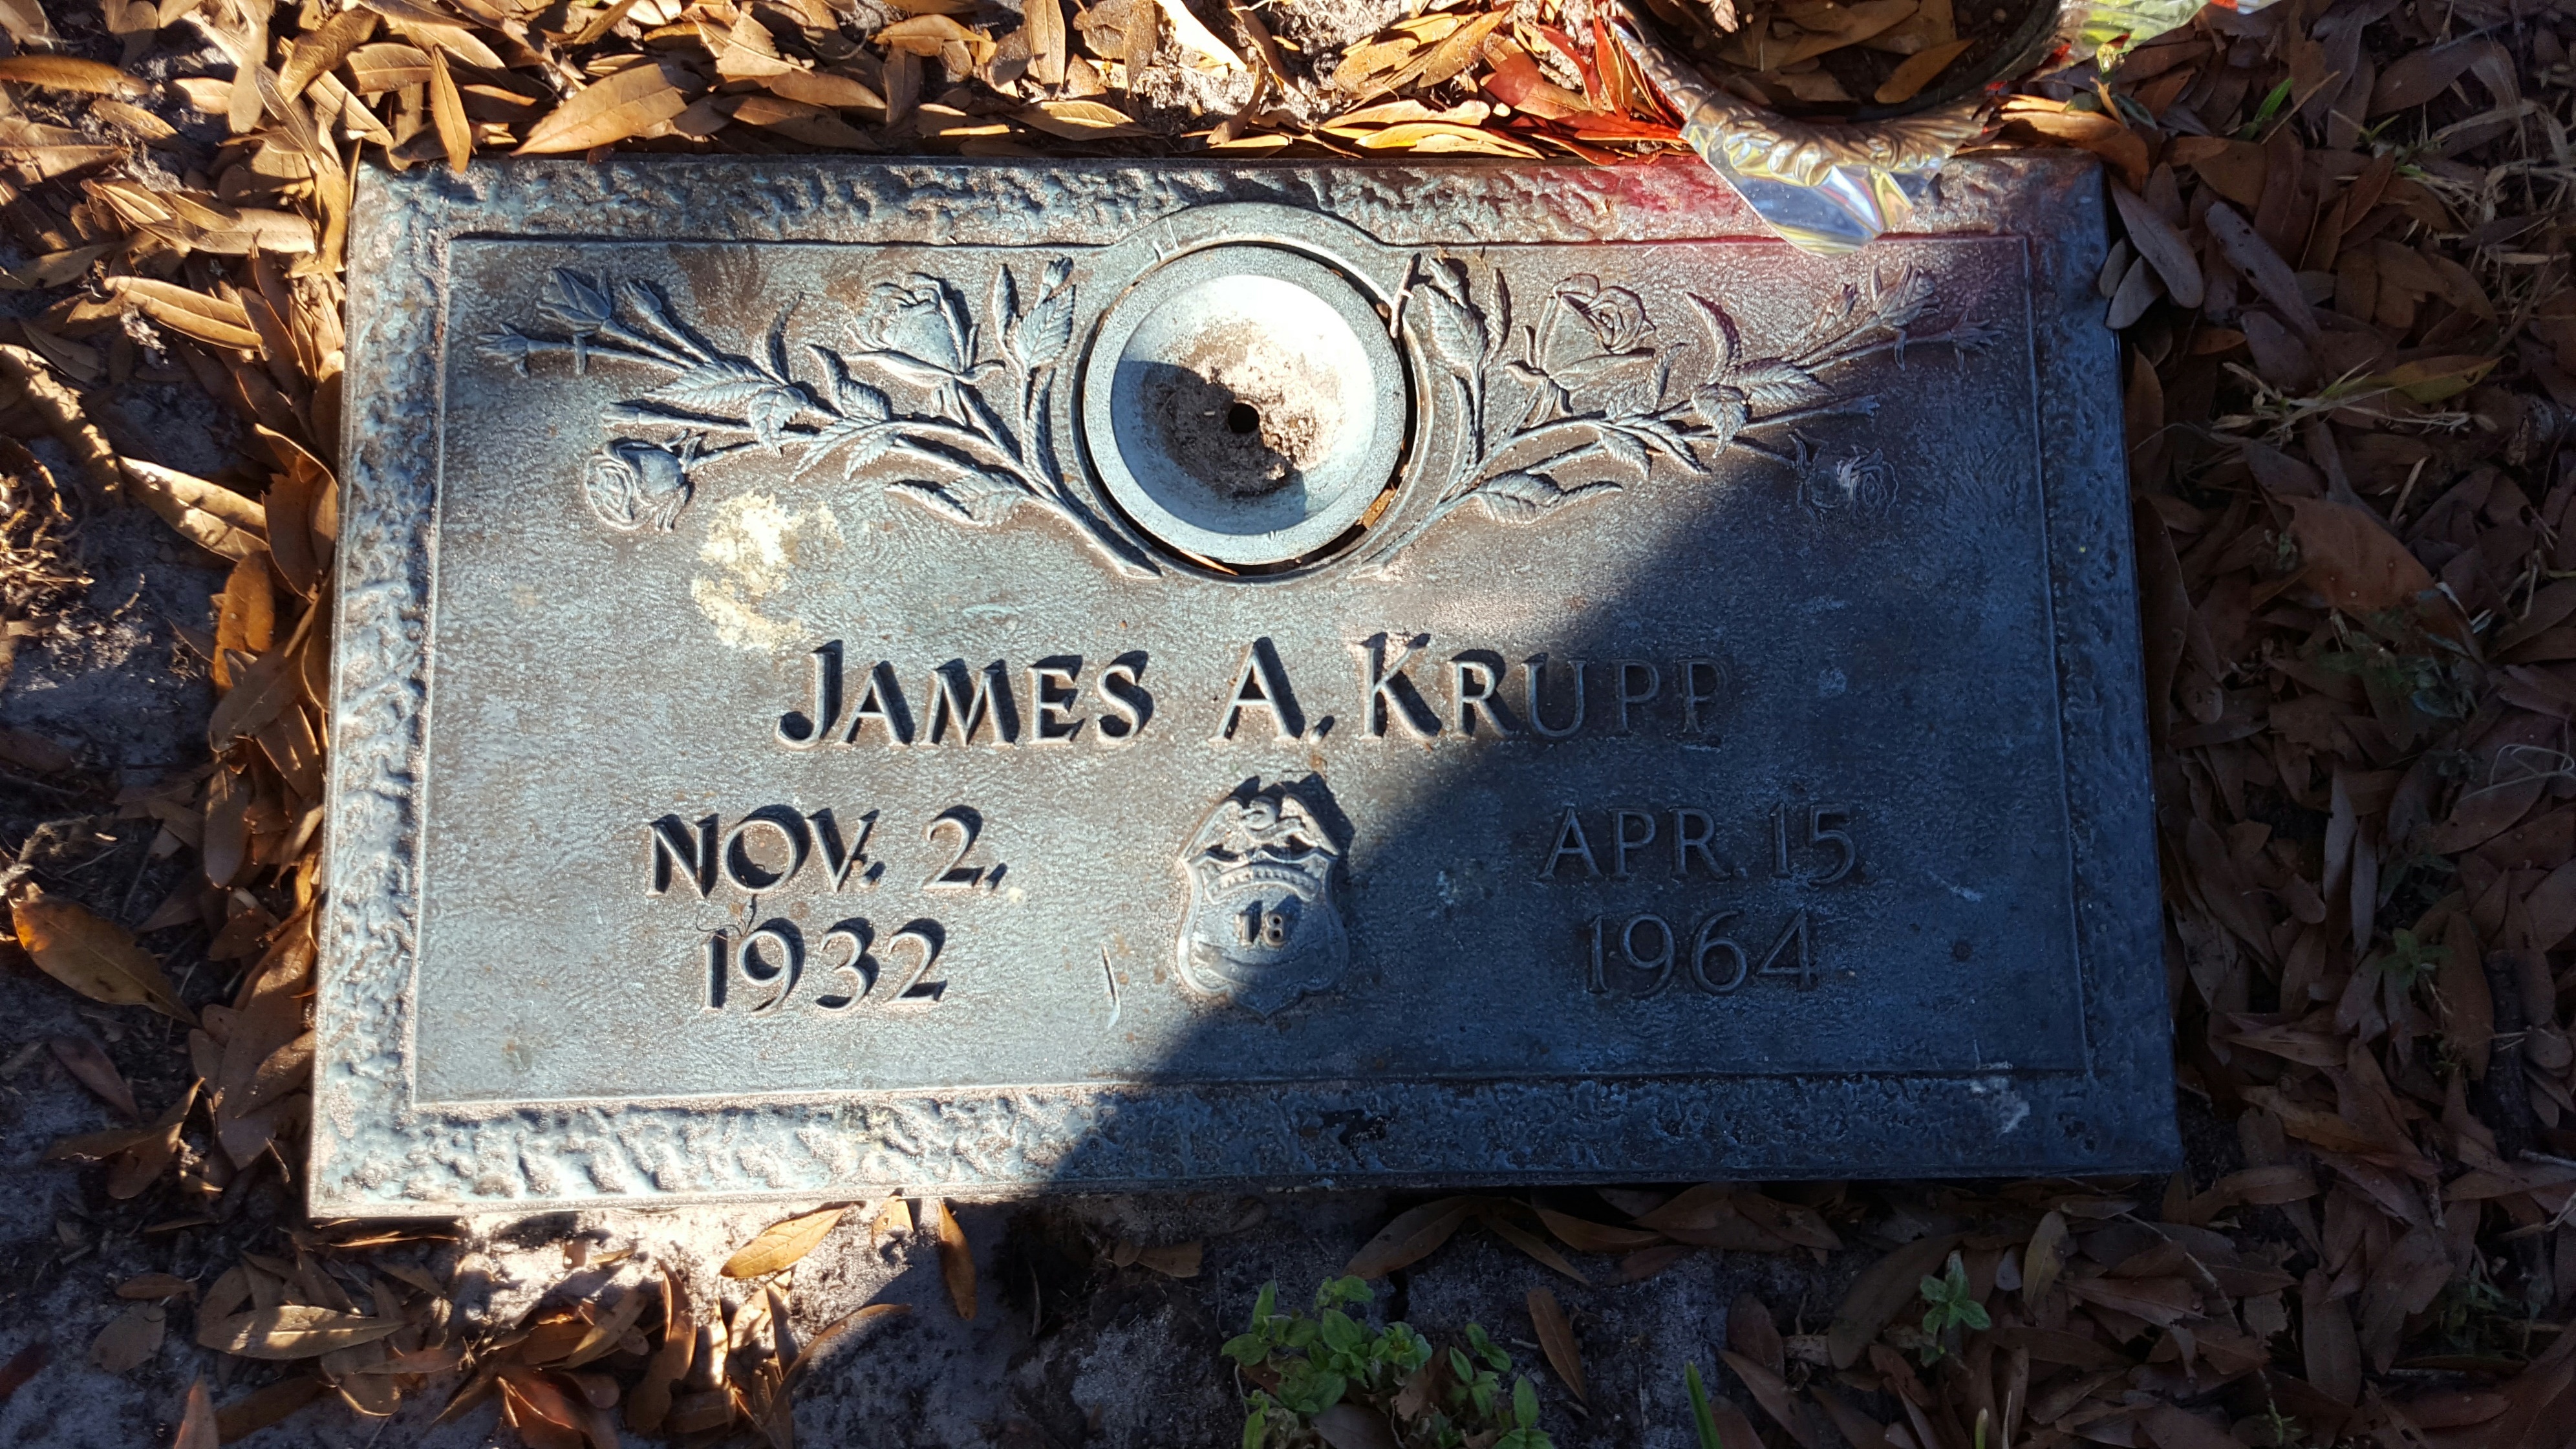 JAMES A. KRUPP
NOV. 2,
1932
18
APR. 15
1964